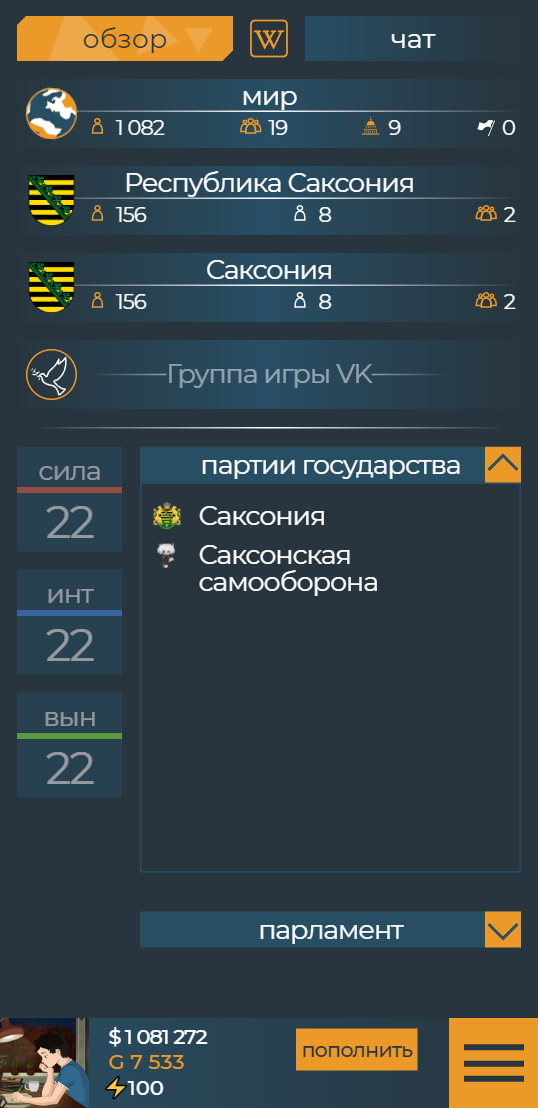 обзор W чат
мир
1 082 19 9 0
Республика Саксония
156 8 2
Саксония
156 8 2
Группа игры VK
сила
22
инт
22
вын
22
партии государства
Саксония
Саксонская
самооборона
парламент
$ 1 081 272
G 7 533
100
пополнить